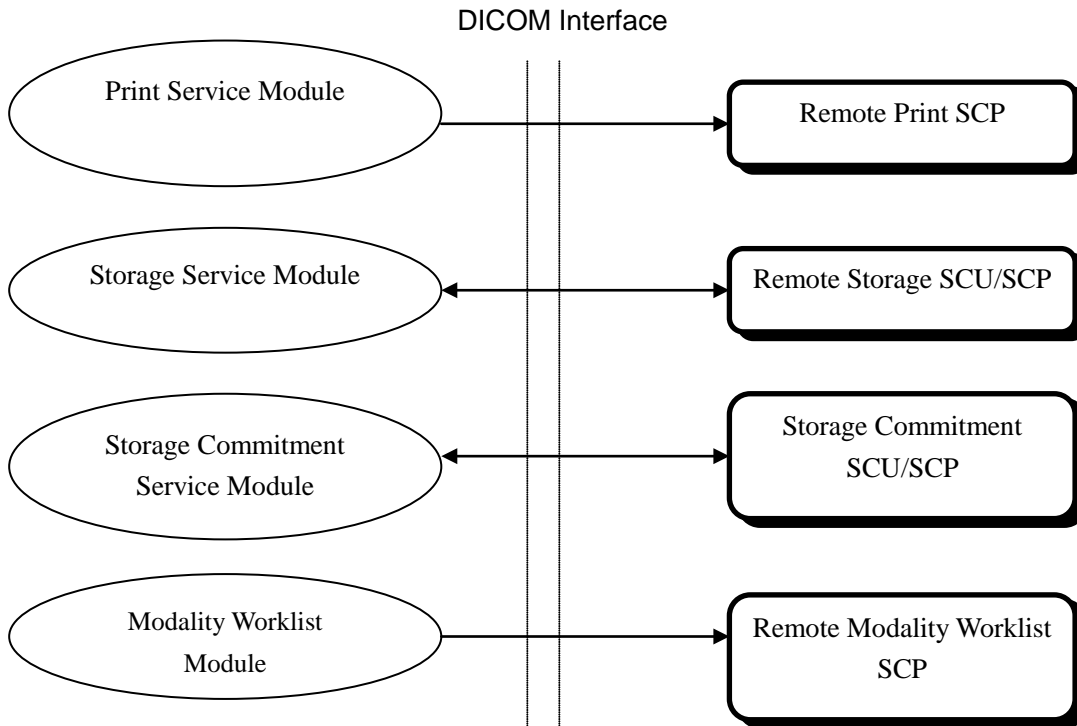 DICOM Interface
Print Service Module
Remote Print SCP
Storage Service Module
Remote Storage SCU/SCP
Storage Commitment
Service Module
Storage Commitment
SCU/SCP
Modality Worklist
Module
Remote Modality Worklist
SCP